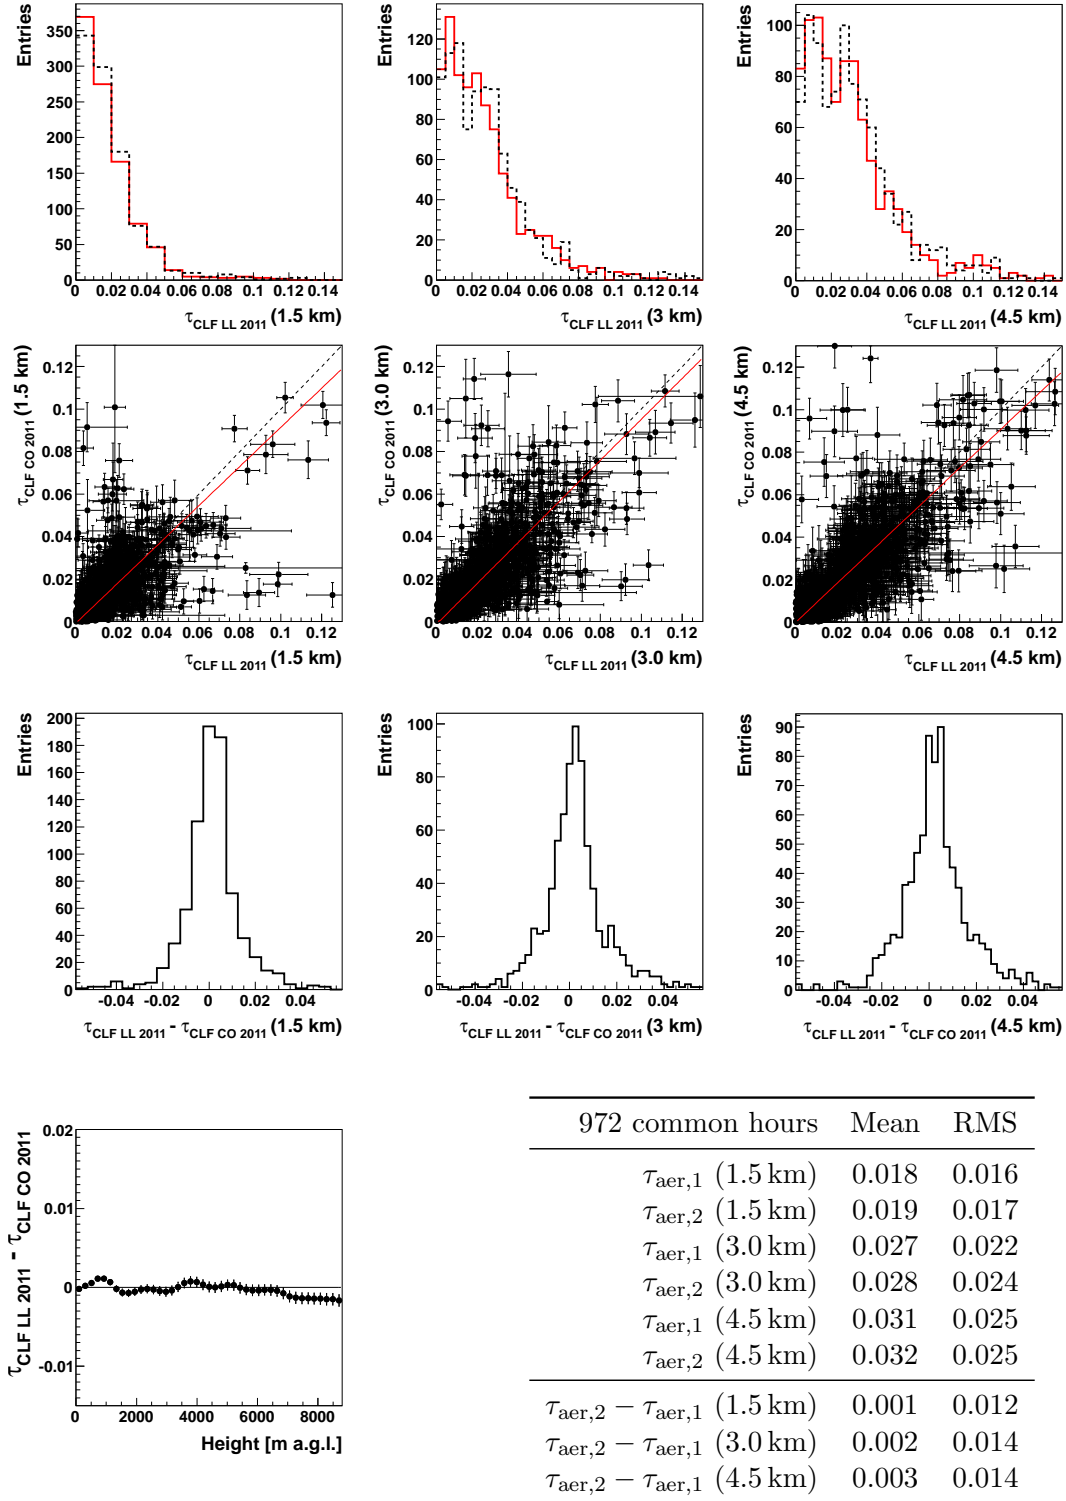 Entries
350
300
250
200
150
100
50
0
0 0.02 0.04 0.06 0.08 0.1 0.12 0.14
τCLF LL 2011 (1.5 km)
Entries
120
100
80
60
40
20
0
0 0.02 0.04 0.06 0.08 0.1 0.12 0.14
τCLF LL 2011 (3 km)
Entries
100
80
60
40
20
0
0 0.02 0.04 0.06 0.08 0.1 0.12 0.14
τCLF LL 2011 (4.5 km)
τCLF CO 2011 (1.5 km)
0.12
0.1
0.08
0.06
0.04
0.02
0
0 0.02 0.04 0.06 0.08 0.1 0.12
τCLF LL 2011 (1.5 km)
τCLF CO 2011 (3.0 km)
0.12
0.1
0.08
0.06
0.04
0.02
0
0 0.02 0.04 0.06 0.08 0.1 0.12
τCLF LL 2011 (3.0 km)
τCLF CO 2011 (4.5 km)
0.12
0.1
0.08
0.06
0.04
0.02
0
0 0.02 0.04 0.06 0.08 0.1 0.12
τCLF LL 2011 (4.5 km)
Entries
200
180
160
140
120
100
80
60
40
20
0
-0.04 -0.02 0 0.02 0.04
τCLF LL 2011 - τCLF CO 2011 (1.5 km)
Entries
100
80
60
40
20
0
-0.04 -0.02 0 0.02 0.04
τCLF LL 2011 - τCLF CO 2011 (3 km)
Entries
90
80
70
60
50
40
30
20
10
0
-0.04 -0.02 0 0.02 0.04
τCLF LL 2011 - τCLF CO 2011 (4.5 km)
τCLF LL 2011 - τCLF CO 2011
0.02
0.01
0
-0.01
0 2000 4000 6000 8000
Height [m a.g.l.]
972 common hours Mean RMS
τaer,1 (1.5 km) 0.018 0.016
τaer,2 (1.5 km) 0.019 0.017
τaer,1 (3.0 km) 0.027 0.022
τaer,2 (3.0 km) 0.028 0.024
τaer,1 (4.5 km) 0.031 0.025
τaer,2 (4.5 km) 0.032 0.025
τaer,2 − τaer,1 (1.5 km) 0.001 0.012
τaer,2 − τaer,1 (3.0 km) 0.002 0.014
τaer,2 − τaer,1 (4.5 km) 0.003 0.014